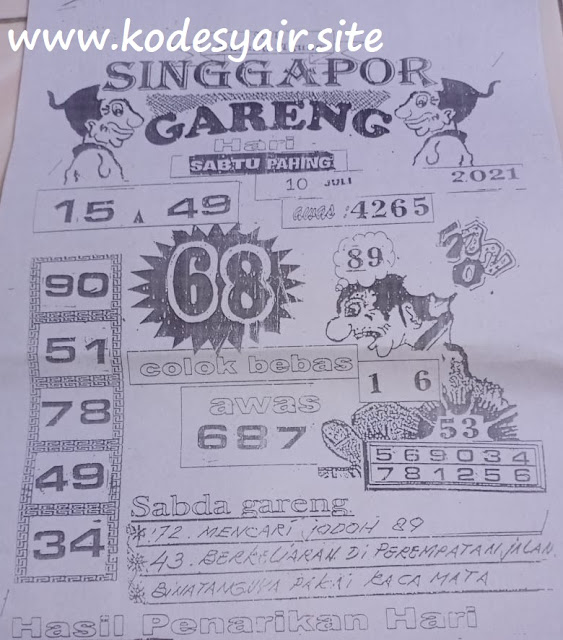 www.kodesyair.site
SINGGAPOR
GARENG
Hari
SABTU PAHING
10 JULI
2021
15 A 49
AWAS : 4265
90
68
89
51
colok bebas
1 6
78
awas
687
53
569034
781256
49
34
Sabda gareng
* 72. MENCARI JODOH 89
* 43. BERKELIARAN DI PEREMPATAN JALAN
* BINATANGNYA PAKAI KACA MATA
Hasil Penarikan Hari